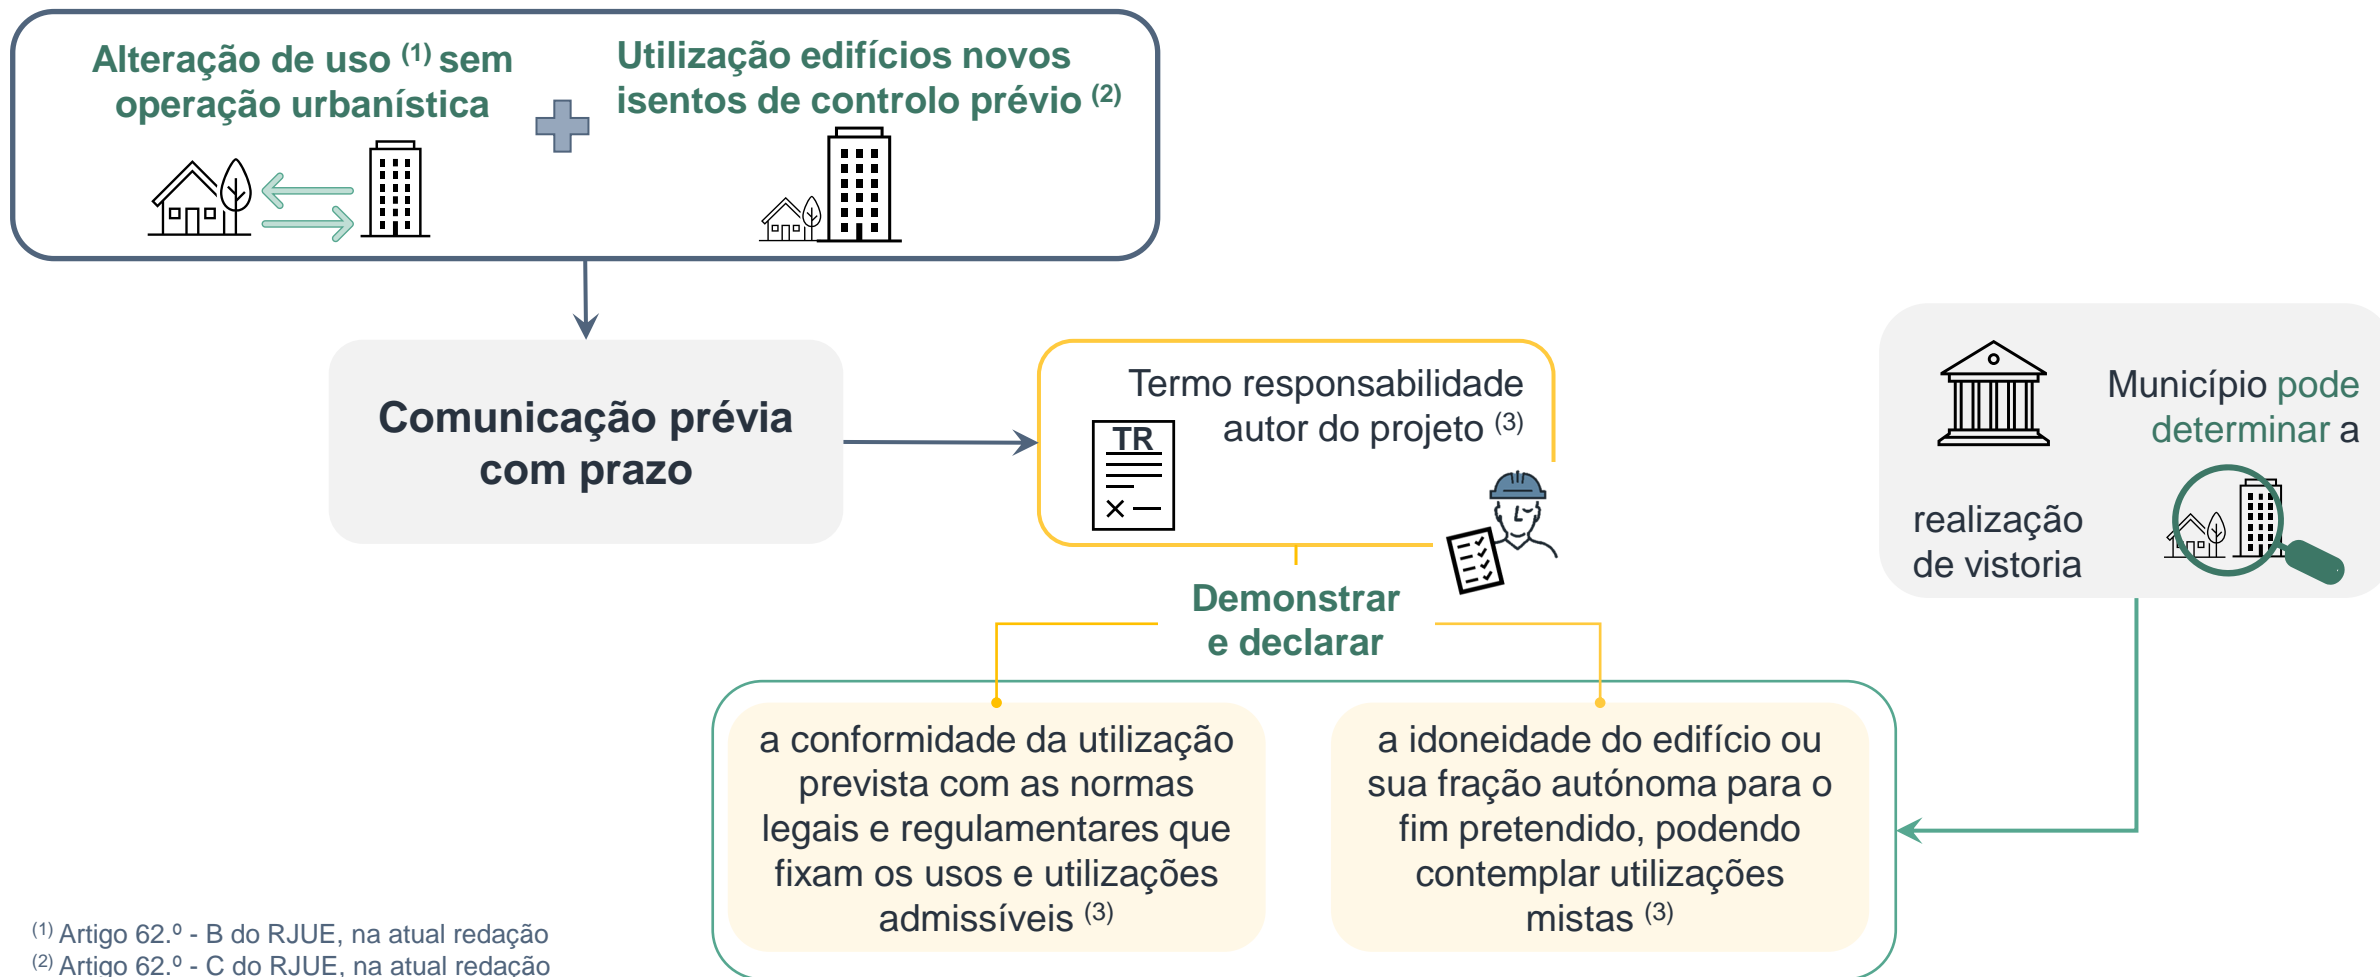 Alteração de uso (1) sem
operação urbanística
Utilização edifícios novos
isentos de controlo prévio (2)
Comunicação prévia
com prazo
Termo responsabilidade
autor do projeto (3)
TR
Município pode
determinar a
realização
de vistoria
Demonstrar
e declarar
a conformidade da utilização
prevista com as normas
legais e regulamentares que
fixam os usos e utilizações
admissíveis (3)
a idoneidade do edifício ou
sua fração autónoma para o
fim pretendido, podendo
contemplar utilizações
mistas (3)
(1) Artigo 62.º - B do RJUE, na atual redação
(2) Artigo 62.º - C do RJUE, na atual redação